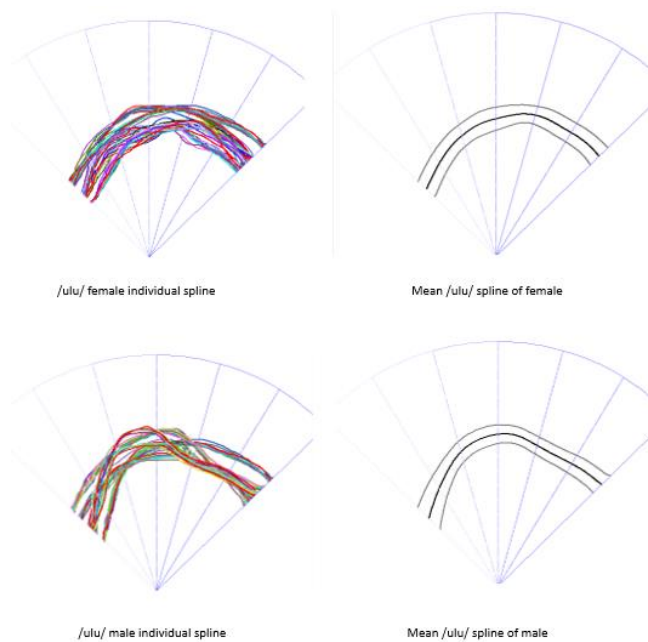 /ulu/ female individual spline
Mean /ulu/ spline of female
/ulu/ male individual spline
Mean /ulu/ spline of male